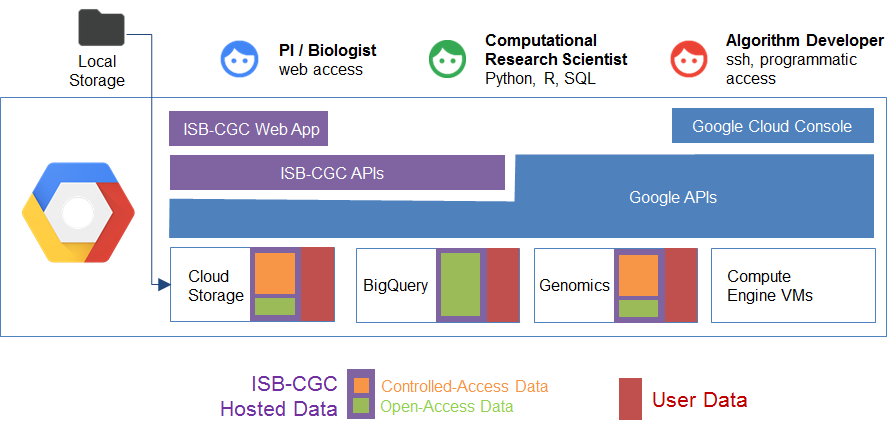 Local
Storage
PI / Biologist
web access
Computational
Research Scientist
Python, R, SQL
Algorithm Developer
ssh, programmatic
access
ISB-CGC Web App
Google Cloud Console
ISB-CGC APIs
Google APIs
Cloud
Storage
BigQuery
Genomics
Compute
Engine VMs
ISB-CGC
Hosted Data
Controlled-Access Data
Open-Access Data
User Data